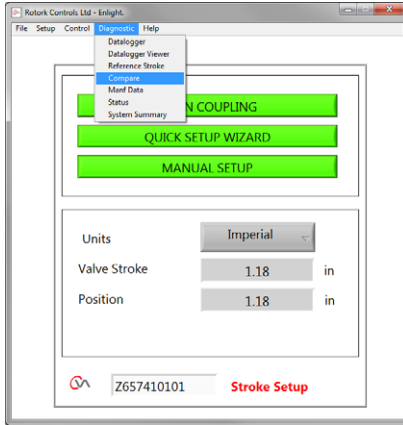 Rotork Controls Ltd - Enlight.
File Setup Control Diagnostic Help
Datalogger
Datalogger Viewer
Reference Stroke
Compare
Manf Data
Status
System Summary
N COUPLING
QUICK SETUP WIZARD
MANUAL SETUP
Units Imperial
Valve Stroke 1.18 in
Position 1.18 in
Z657410101 Stroke Setup